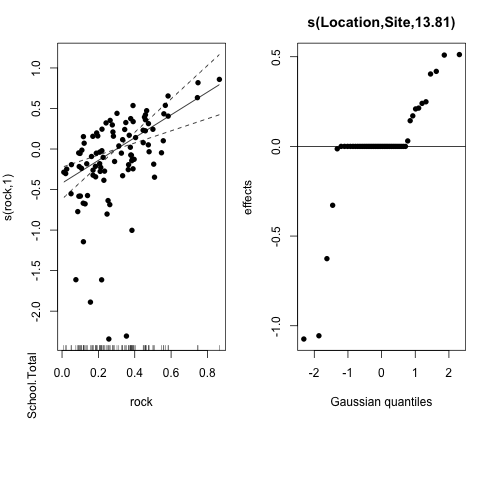 s(Location,Site,13.81)
s(rock,1)
1.0
0.5
0.0
-0.5
-1.0
-1.5
-2.0
0.0 0.2 0.4 0.6 0.8
rock
School.Total
effects
0.5
0.0
-1.0
-2 -1 0 1 2
Gaussian quantiles